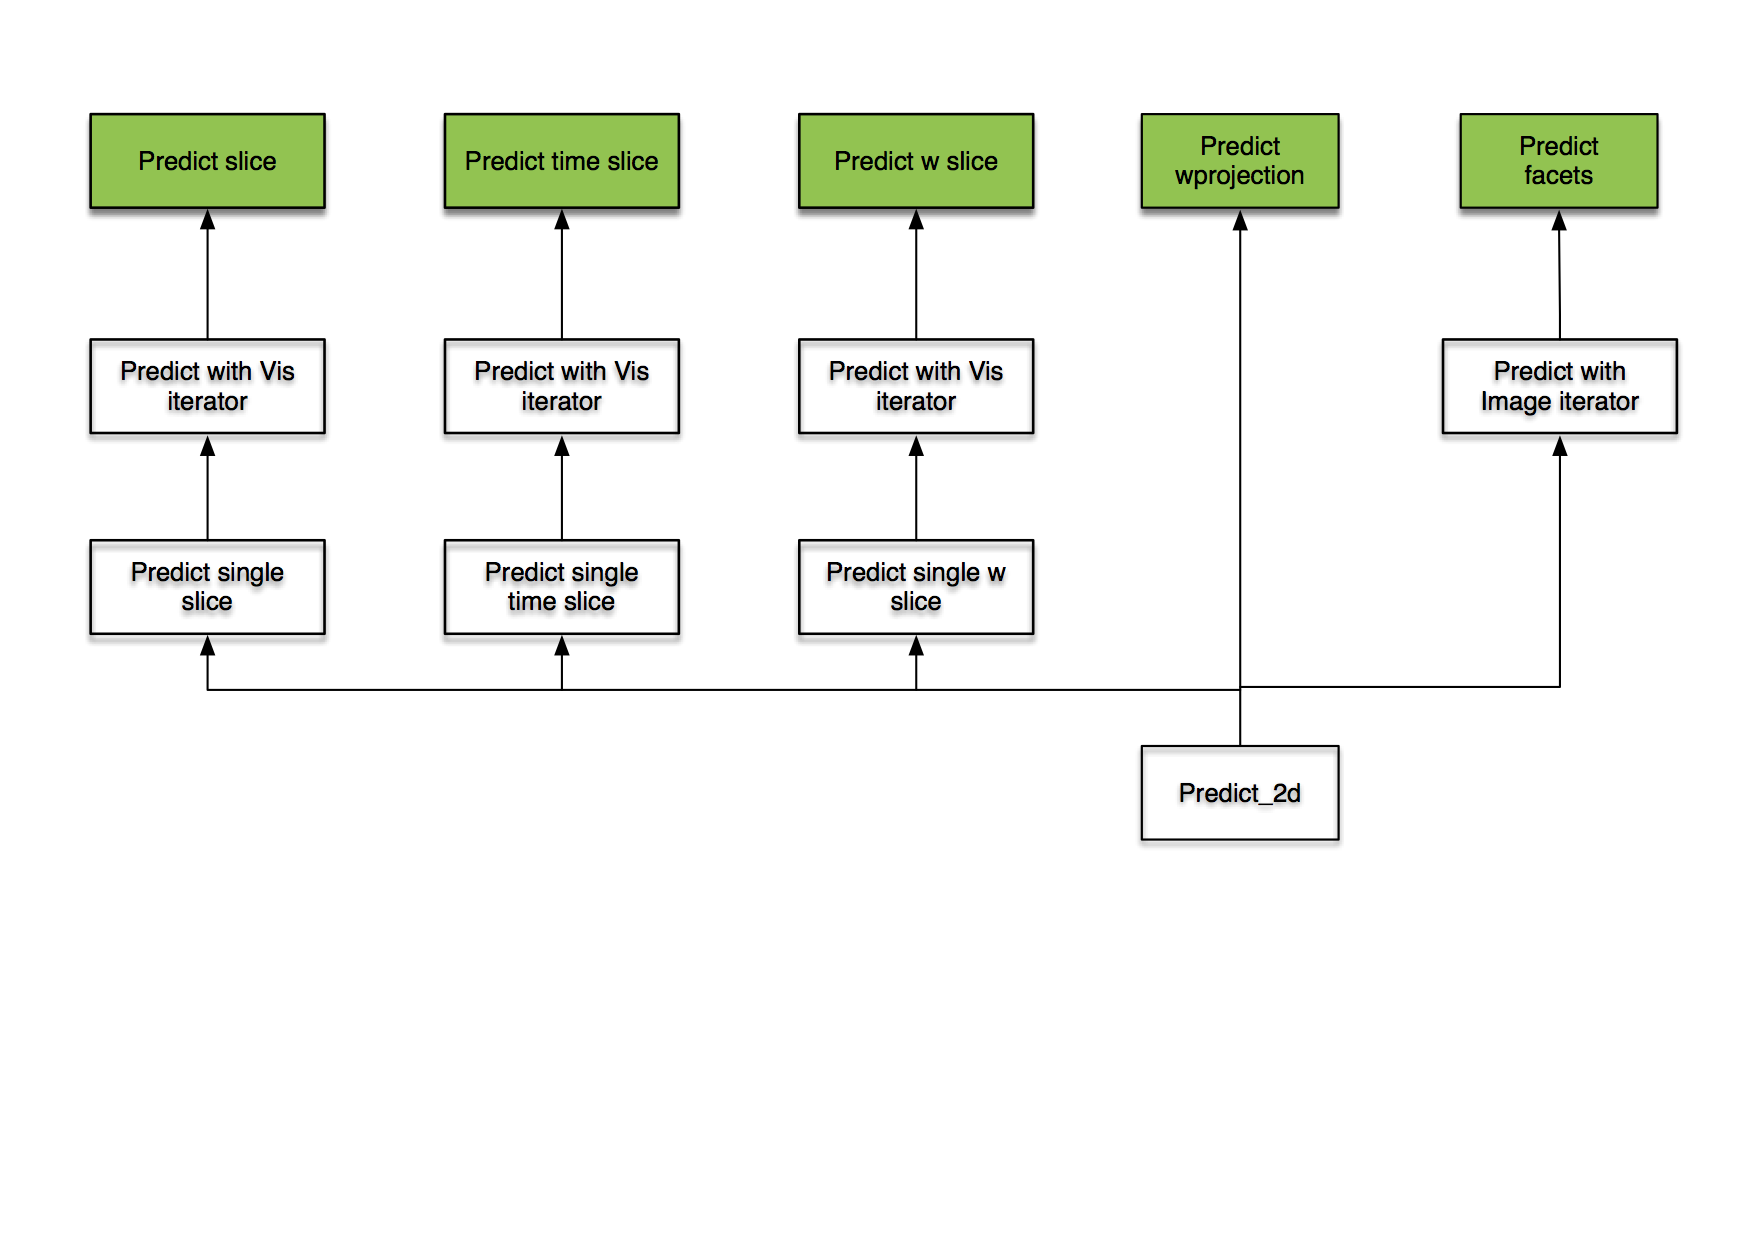 Predict slice
Predict time slice
Predict w slice
Predict
wprojection
Predict
facets
Predict with Vis
iterator
Predict with Vis
iterator
Predict with Vis
iterator
Predict with
Image iterator
Predict single
slice
Predict single
time slice
Predict single w
slice
Predict_2d